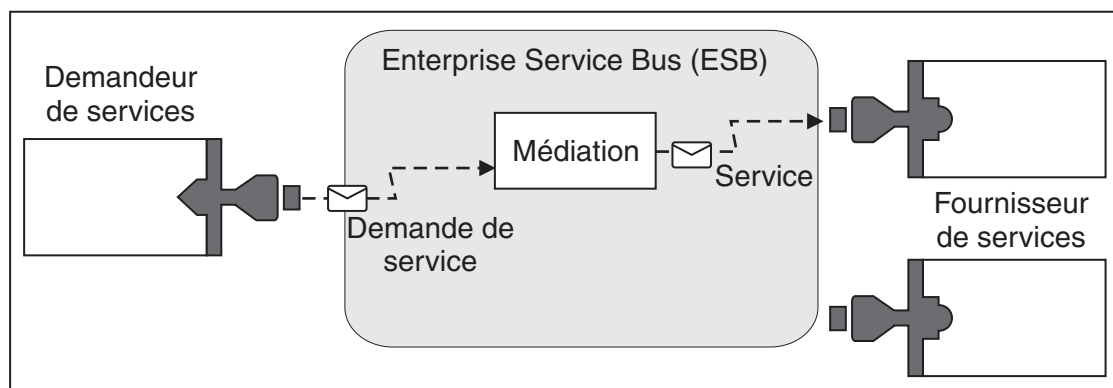 Enterprise Service Bus (ESB)
Demandeur
de services
Médiation
Service
Demande de
service
Fournisseur
de services